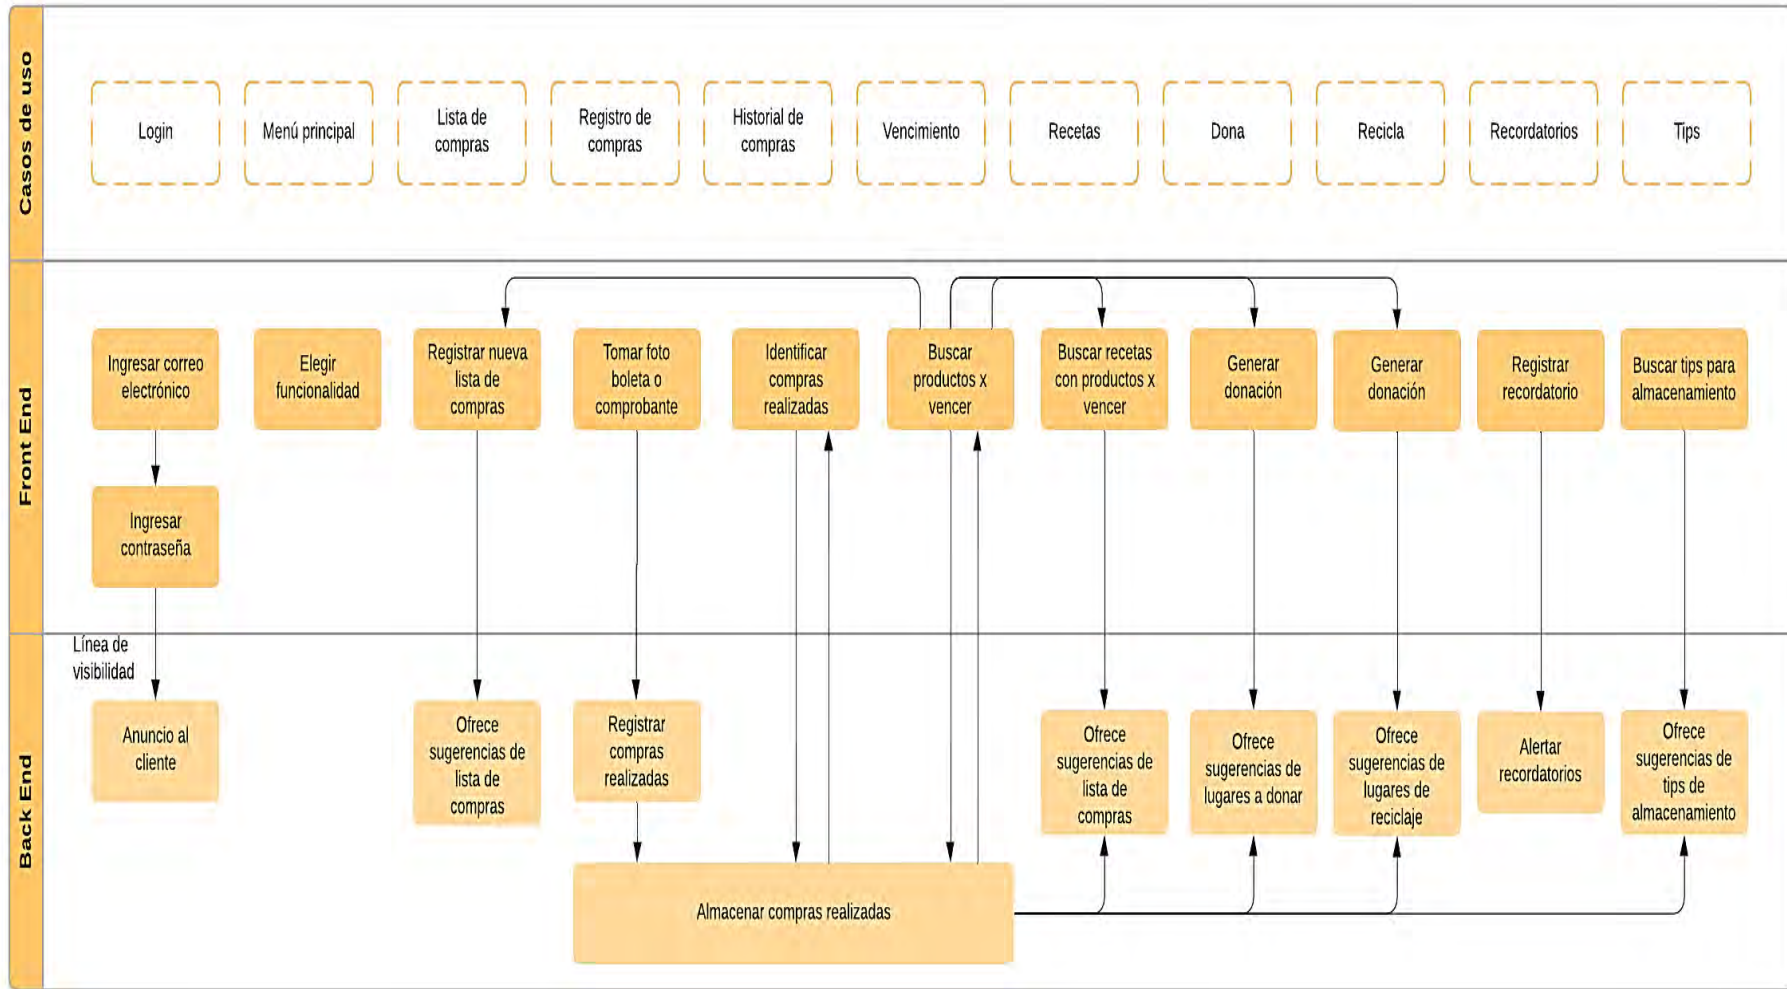 Casos de uso
Login
Menú principal
Lista de
compras
Registro de
compras
Historial de
compras
Vencimiento
Recetas
Dona
Recicla
Recordatorios
Tips
Front End
Ingresar correo
electrónico
Elegir
funcionalidad
Registrar nueva
lista de
compras
Tomar foto
boleta o
comprobante
Identificar
compras
realizadas
Buscar
productos x
vencer
Buscar recetas
con productos x
vencer
Generar
donación
Generar
donación
Registrar
recordatorio
Buscar tips para
almacenamiento
Ingresar
contraseña
Línea de
visibilidad
Back End
Anuncio al
cliente
Ofrece
sugerencias de
lista de
compras
Registrar
compras
realizadas
Ofrece
sugerencias de
lista de
compras
Ofrece
sugerencias de
lugares a donar
Ofrece
sugerencias de
lugares de
reciclaje
Alertar
recordatorios
Ofrece
sugerencias de
tips de
almacenamiento
Almacenar compras realizadas